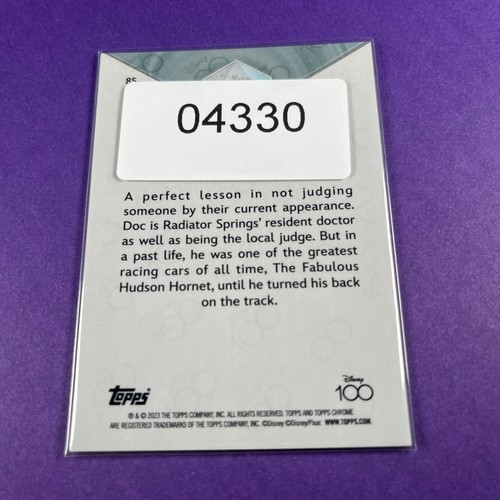 85
04330
A perfect lesson in not judging
someone by their current appearance.
Doc is Radiator Springs' resident doctor
as well as being the local judge. But in
a past life, he was one of the greatest
racing cars of all time, The Fabulous
Hudson Hornet, until he turned his back
on the track.
Topps
Disney
100
® & © 2023 THE TOPPS COMPANY, INC. ALL RIGHTS RESERVED. TOPPS AND TOPPS CHROME
ARE REGISTERED TRADEMARKS OF THE TOPPS COMPANY, INC. ©Disney ©Disney/Pixar. WWW.TOPPS.COM.